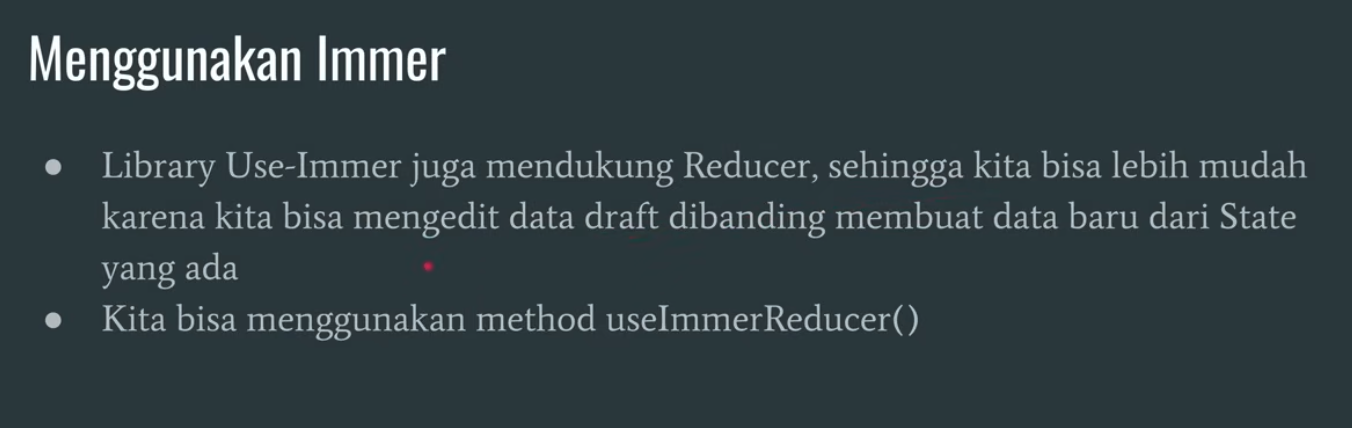 Menggunakan Immer
● Library Use-Immer juga mendukung Reducer, sehingga kita bisa lebih mudah
karena kita bisa mengedit data draft dibanding membuat data baru dari State
yang ada
● Kita bisa menggunakan method useImmerReducer()